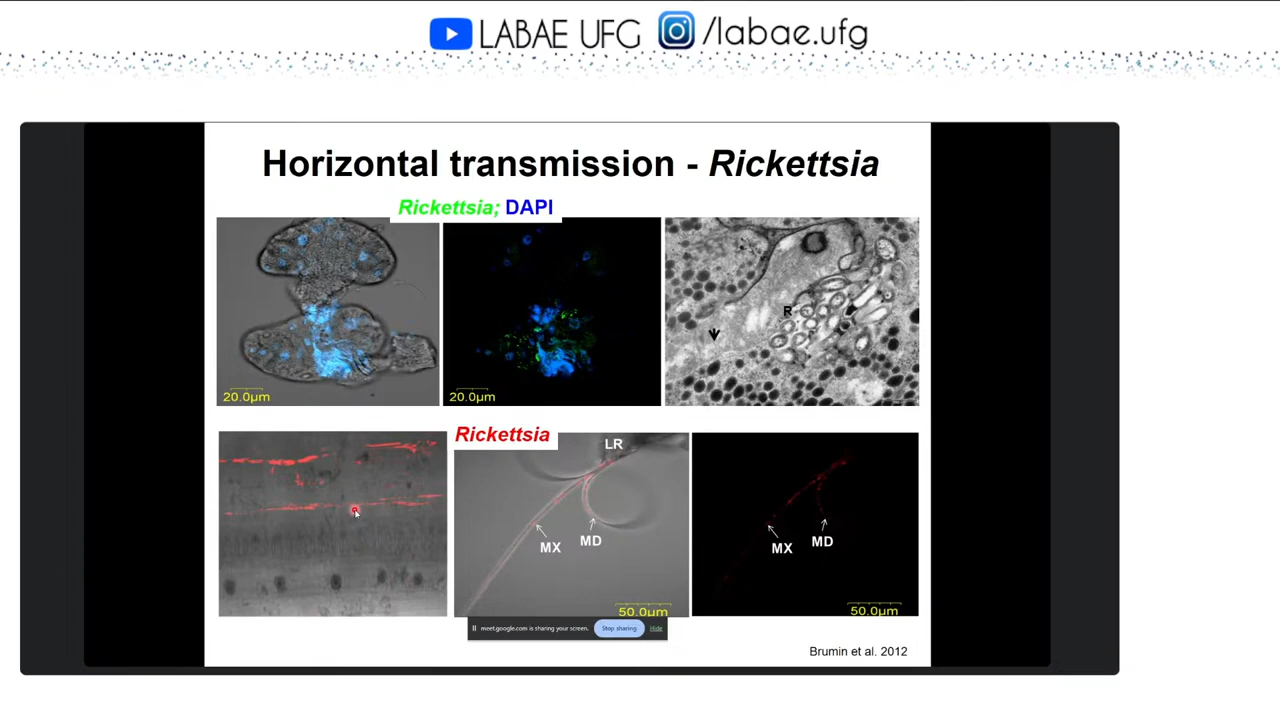 LABAE UFG /labae.ufg
Horizontal transmission - Rickettsia
Rickettsia; DAPI
20.0µm
20.0µm
R
Rickettsia
LR
MX
MD
50.0µm
MX
MD
50.0µm
meet.google.com is sharing your screen. Stop sharing Hide
Brumin et al. 2012